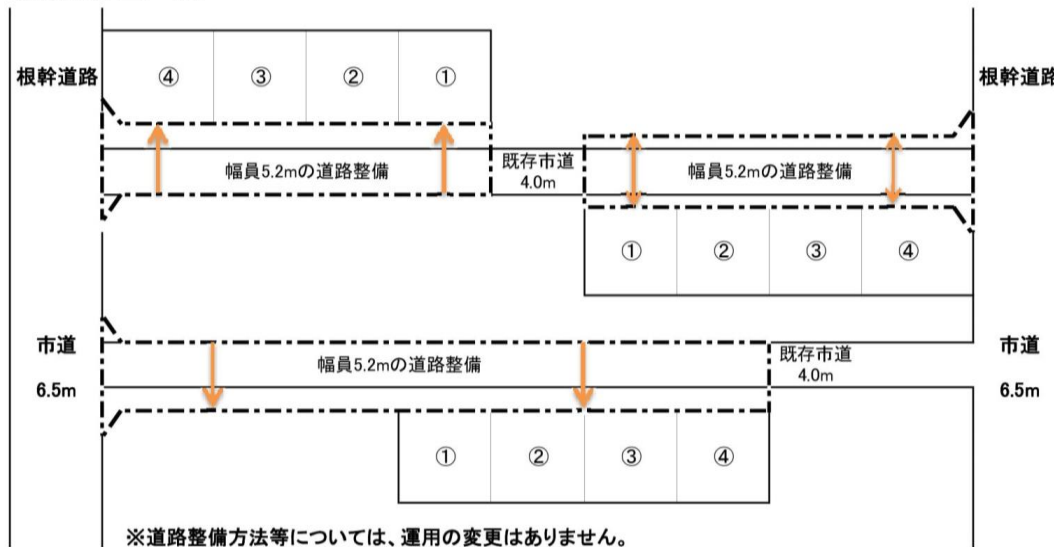 根幹道路
④
③
②
①
幅員5.2mの道路整備
既存市道
4.0m
幅員5.2mの道路整備
根幹道路
①
②
③
④
市道
6.5m
幅員5.2mの道路整備
既存市道
4.0m
市道
6.5m
①
②
③
④
※道路整備方法等については、運用の変更はありません。